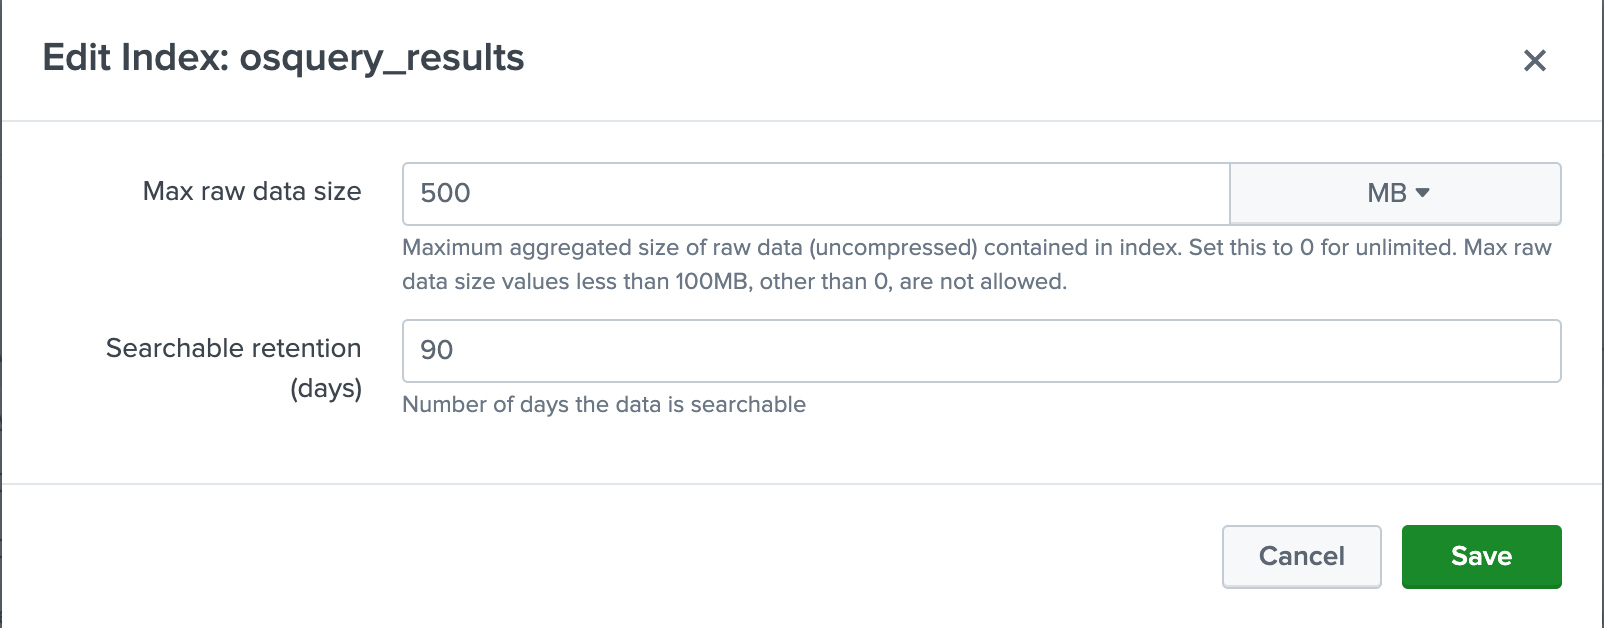 Edit Index: osquery_results
Max raw data size
500
MB
Maximum aggregated size of raw data (uncompressed) contained in index. Set this to 0 for unlimited. Max raw
data size values less than 100MB, other than 0, are not allowed.
Searchable retention
(days)
90
Number of days the data is searchable
Cancel
Save